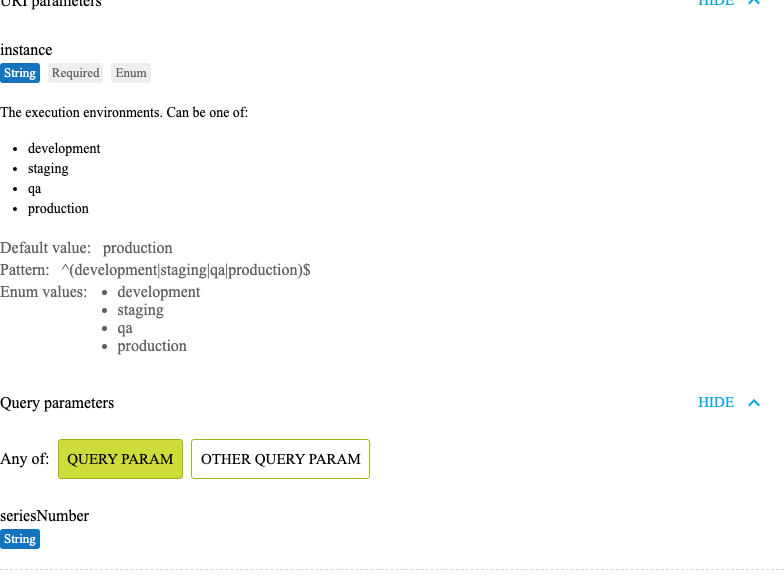 URI parameters HIDE
instance
String Required Enum
The execution environments. Can be one of:
development
staging
qa
production
Default value: production
Pattern: ^(development|staging|qa|production)$
Enum values: development
staging
qa
production
Query parameters HIDE
Any of: QUERY PARAM OTHER QUERY PARAM
seriesNumber
String